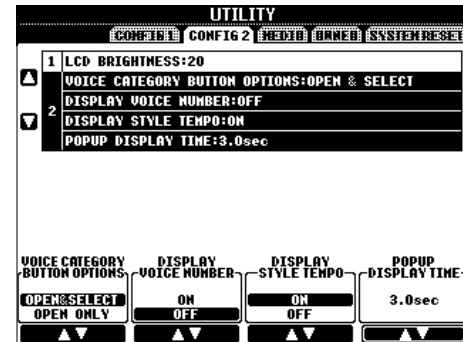 UTILITY
CONFIG 1 CONFIG 2 MEDIA OWNER SYSTEM RESET
1 LCD BRIGHTNESS:20
2 VOICE CATEGORY BUTTON OPTIONS:OPEN & SELECT
DISPLAY VOICE NUMBER:OFF
DISPLAY STYLE TEMPO:ON
POPUP DISPLAY TIME:3.0sec
VOICE CATEGORY BUTTON OPTIONS
DISPLAY VOICE NUMBER
DISPLAY STYLE TEMPO
POPUP DISPLAY TIME
OPEN&SELECT
OPEN ONLY
ON
OFF
ON
OFF
3.0sec